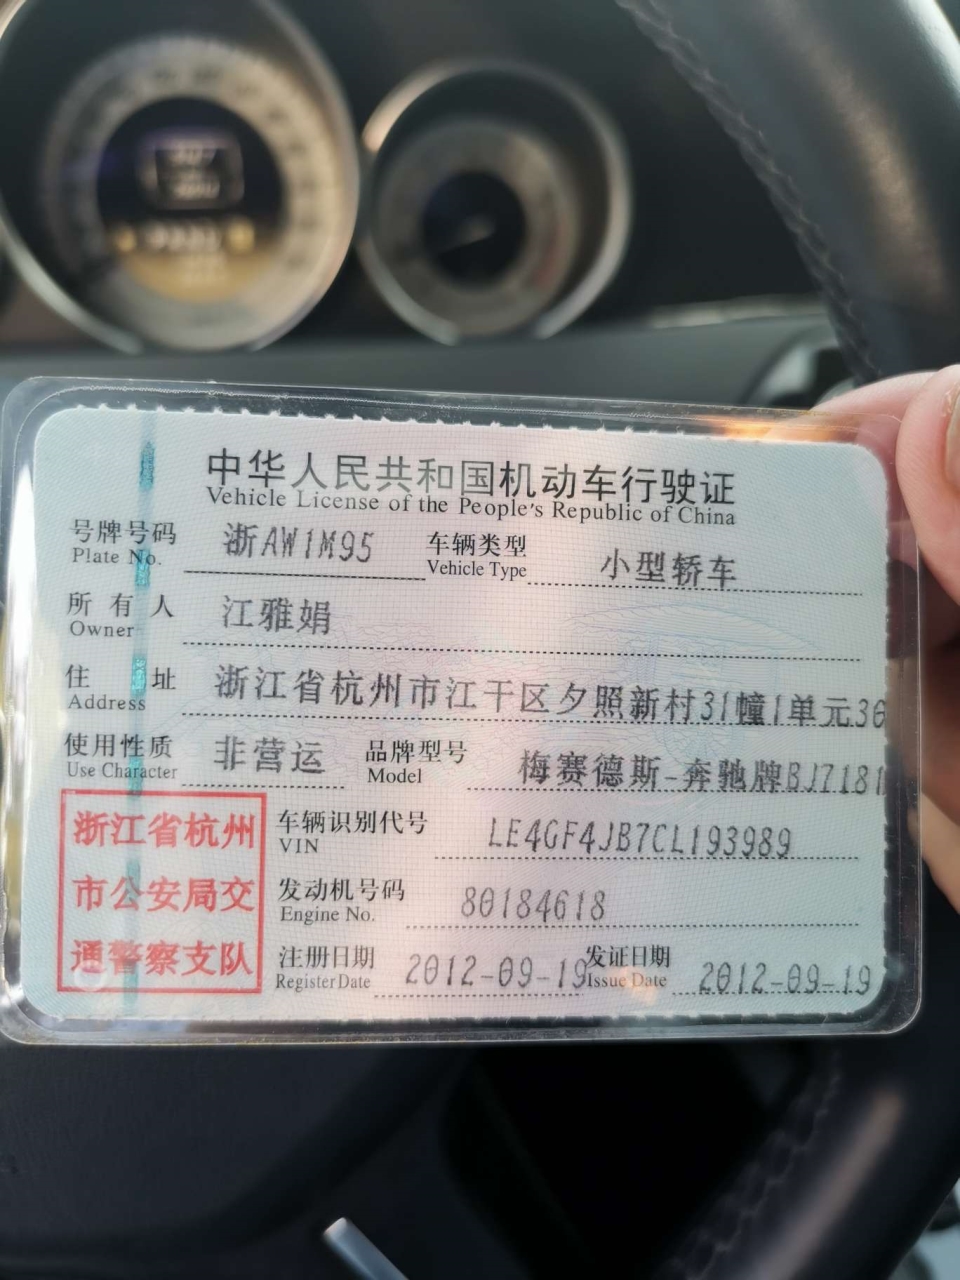 中华人民共和国机动车行驶证
Vehicle License of the People's Republic of China
号牌号码 浙AW1M95 车辆类型 小型轿车
Plate No. Vehicle Type
所有人 江雅娟
Owner
住址 浙江省杭州市江干区夕照新村31幢1单元36
Address
使用性质 非营运 品牌型号 梅赛德斯-奔驰牌BJ7181
Use Character Model
浙江省杭州
市公安局交
通警察支队
车辆识别代号 LE4GF4JB7CL193989
VIN
发动机号码 80184618
Engine No.
注册日期 2012-09-19 发证日期 2012-09-19
Register Date Issue Date